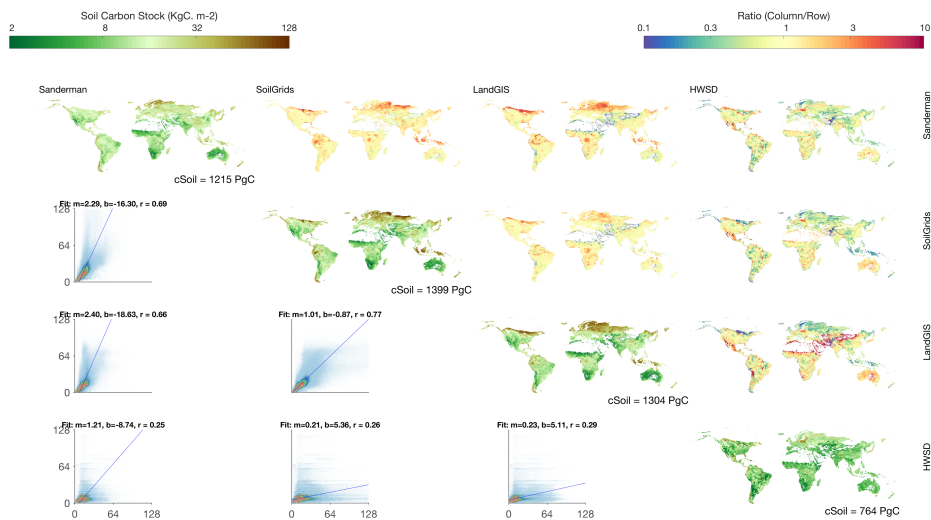 Soil Carbon Stock (KgC. m-2)
2 8 32 128
Ratio (Column/Row)
0.1 0.3 1 3 10
Sanderman
SoilGrids
LandGIS
HWSD
Sanderman
cSoil = 1215 PgC
Fit: m=2.29, b=-16.30, r = 0.69
128
64
0
SoilGrids
cSoil = 1399 PgC
Fit: m=2.40, b=-18.63, r = 0.66
Fit: m=1.01, b=-0.87, r = 0.77
128
64
0
LandGIS
cSoil = 1304 PgC
Fit: m=1.21, b=-8.74, r = 0.25
Fit: m=0.21, b=5.36, r = 0.26
Fit: m=0.23, b=5.11, r = 0.29
128
64
0
HWSD
cSoil = 764 PgC
0 64 128
0 64 128
0 64 128